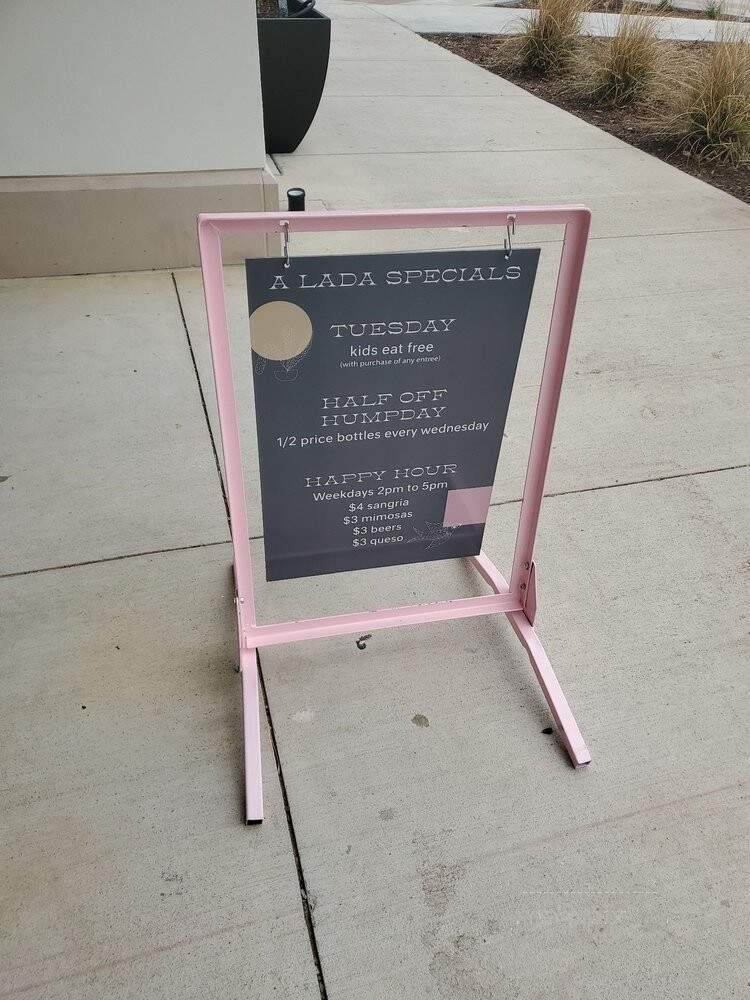 A LADA SPECIALS
TUESDAY
kids eat free
(with purchase of any entree)
HALF OFF
HUMPDAY
1/2 price bottles every wednesday
HAPPY HOUR
Weekdays 2pm to 5pm
$4 sangria
$3 mimosas
$3 beers
$3 queso